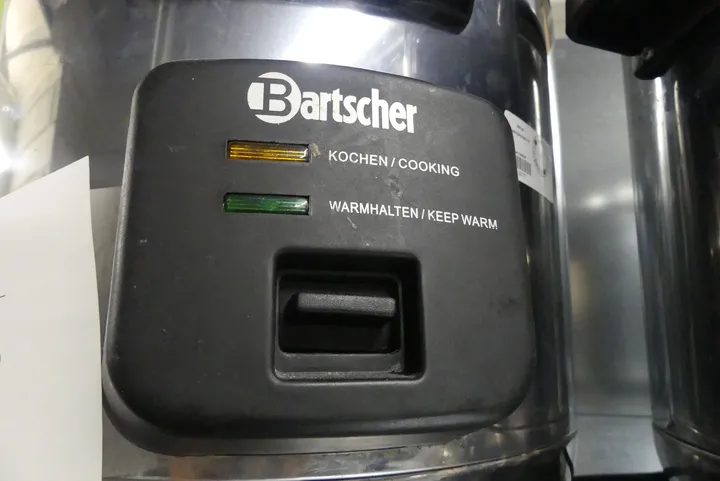 Bartscher
KOCHEN / COOKING
WARMHALTEN / KEEP WARM